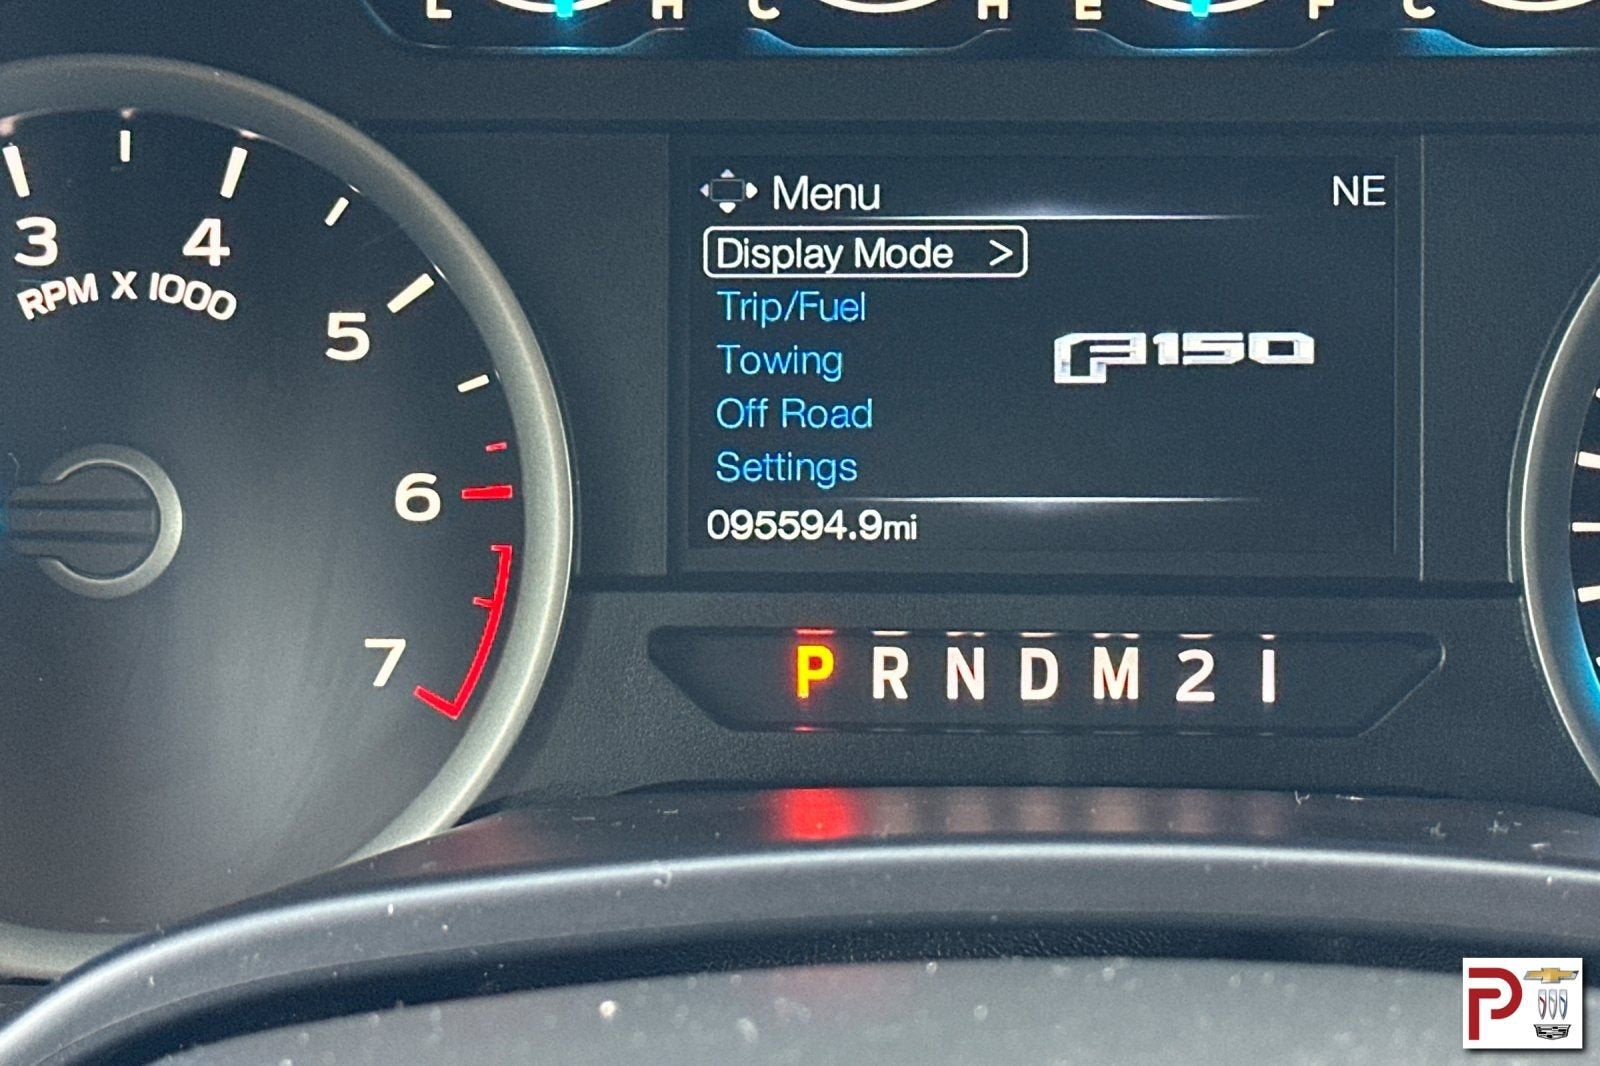 L H C H E F C
Menu NE
Display Mode >
Trip/Fuel
Towing
Off Road
Settings
F150
095594.9mi
3 4 5 6 7
RPM X 1000
P R N D M 2 1
P